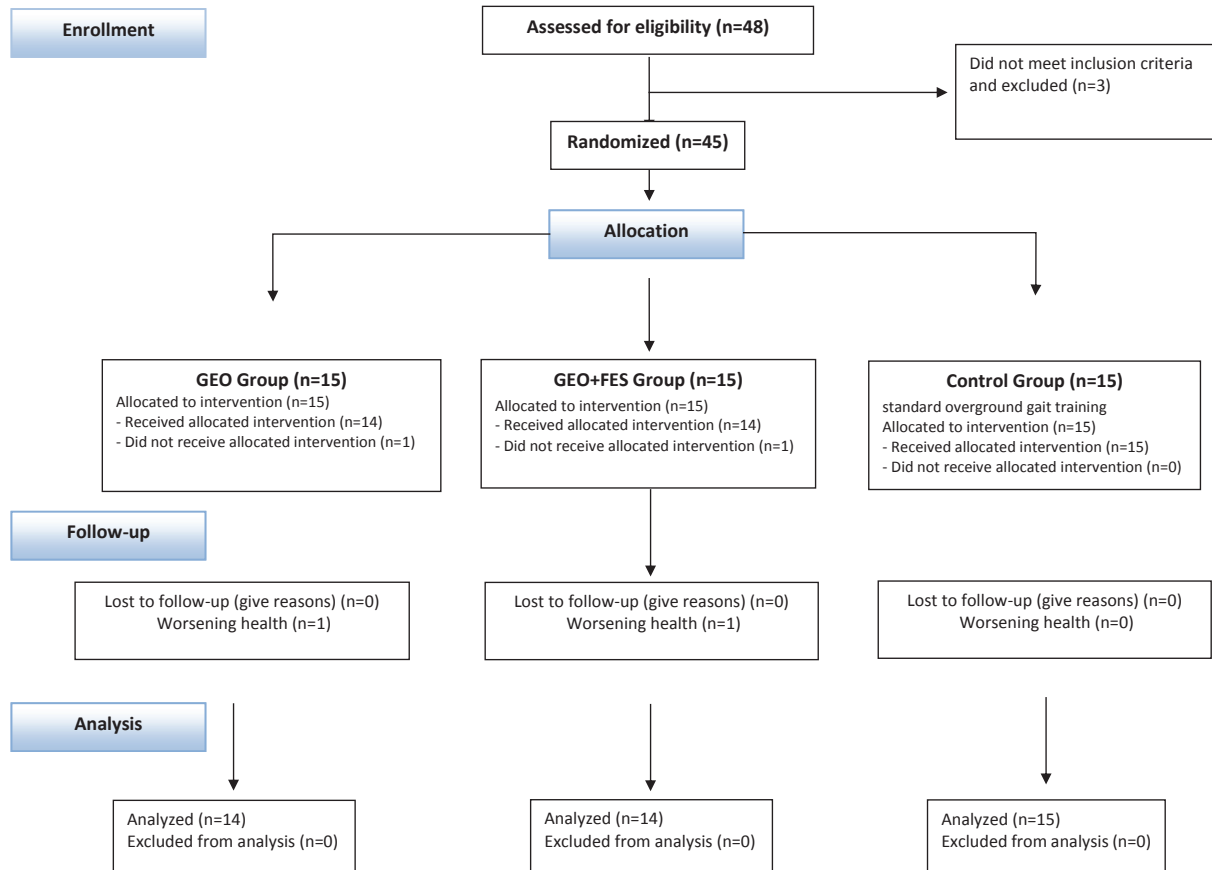 Enrollment
Assessed for eligibility (n=48)
Did not meet inclusion criteria
and excluded (n=3)
Randomized (n=45)
Allocation
GEO Group (n=15)
Allocated to intervention (n=15)
- Received allocated intervention (n=14)
- Did not receive allocated intervention (n=1)
GEO+FES Group (n=15)
Allocated to intervention (n=15)
- Received allocated intervention (n=14)
- Did not receive allocated intervention (n=1)
Control Group (n=15)
standard overground gait training
Allocated to intervention (n=15)
- Received allocated intervention (n=15)
- Did not receive allocated intervention (n=0)
Follow-up
Lost to follow-up (give reasons) (n=0)
Worsening health (n=1)
Lost to follow-up (give reasons) (n=0)
Worsening health (n=1)
Lost to follow-up (give reasons) (n=0)
Worsening health (n=0)
Analysis
Analyzed (n=14)
Excluded from analysis (n=0)
Analyzed (n=14)
Excluded from analysis (n=0)
Analyzed (n=15)
Excluded from analysis (n=0)